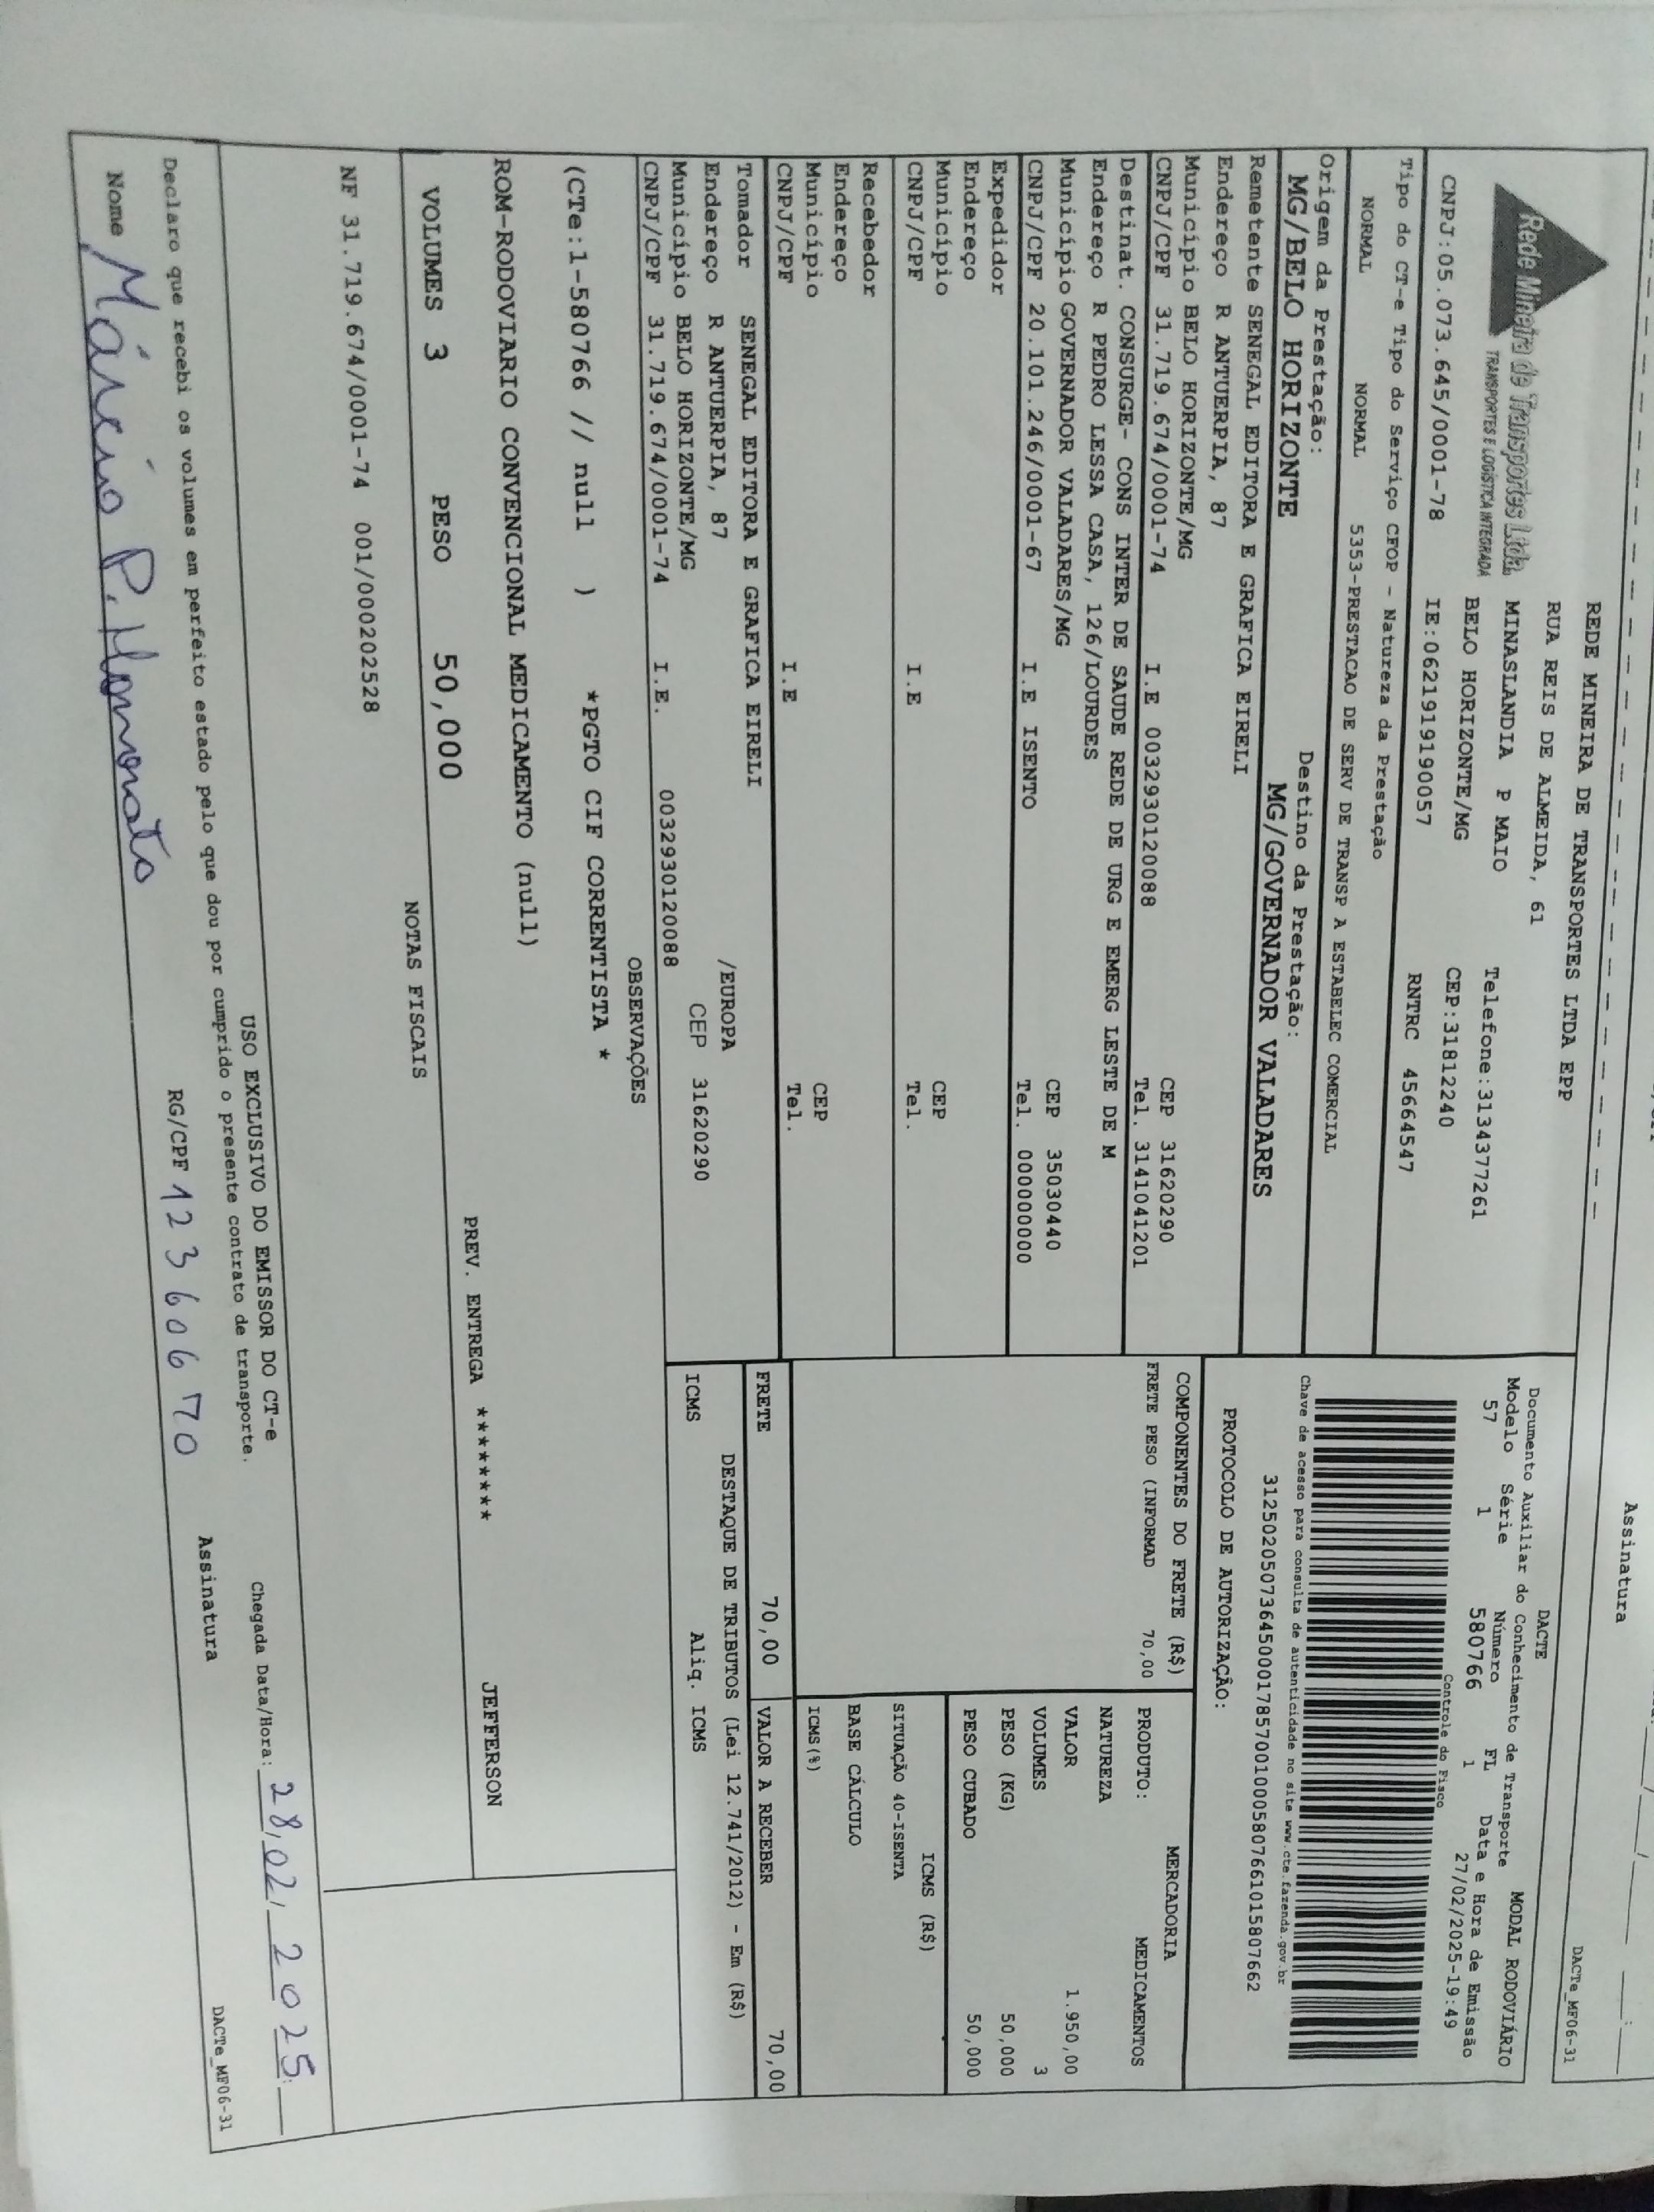 Assinatura
DACTe_MF06-31
Rede Mineira de Transportes Ltda.
TRANSPORTES E LOGÍSTICA INTEGRADA
REDE MINEIRA DE TRANSPORTES LTDA EPP
RUA REIS DE ALMEIDA, 61
MINASLANDIA P MAIO Telefone:3134377261
BELO HORIZONTE/MG CEP:31812240
CNPJ:05.073.645/0001-78 IE:0621919190057 RNTRC 45664547
Tipo do CT-e Tipo do Serviço CFOP - Natureza da Prestação
NORMAL NORMAL 5353-PRESTACAO DE SERV DE TRANSP A ESTABELEC COMERCIAL
Origem da Prestação: Destino da Prestação:
MG/BELO HORIZONTE MG/GOVERNADOR VALADARES
DACTE
Documento Auxiliar do Conhecimento de Transporte MODAL RODOVIÁRIO
Modelo Série Número FL Data e Hora de Emissão
57 1 580766 1 27/02/2025-19:49
Controle do Fisco
Chave de acesso para consulta de autenticidade no site www.cte.fazenda.gov.br
31250205073645000178570010005807661015807662
PROTOCOLO DE AUTORIZAÇÃO:
Remetente SENEGAL EDITORA E GRAFICA EIRELI
Endereço R ANTUERPIA, 87
Município BELO HORIZONTE/MG CEP 31620290
CNPJ/CPF 31.719.674/0001-74 I.E 0032930120088 Tel. 3141041201
Destinat. CONSURGE- CONS INTER DE SAUDE REDE DE URG E EMERG LESTE DE M
Endereço R PEDRO LESSA CASA, 126/LOURDES
Município GOVERNADOR VALADARES/MG CEP 35030440
CNPJ/CPF 20.101.246/0001-67 I.E ISENTO Tel. 000000000
Expedidor
Endereço
Município CEP
CNPJ/CPF I.E Tel.
Recebedor
Endereço
Município CEP
CNPJ/CPF I.E Tel.
Tomador SENEGAL EDITORA E GRAFICA EIRELI
Endereço R ANTUERPIA, 87 /EUROPA
Município BELO HORIZONTE/MG CEP 31620290
CNPJ/CPF 31.719.674/0001-74 I.E. 0032930120088
COMPONENTES DO FRETE (R$)
FRETE PESO (INFORMAD 70,00
MERCADORIA
PRODUTO: MEDICAMENTOS
NATUREZA
VALOR 1.950,00
VOLUMES 3
PESO (KG) 50,000
PESO CUBADO 50,000
ICMS (R$)
SITUAÇÃO 40-ISENTA
BASE CÁLCULO
ICMS(%)
FRETE 70,00 VALOR A RECEBER 70,00
DESTAQUE DE TRIBUTOS (Lei 12.741/2012) - Em (R$)
ICMS Aliq. ICMS
OBSERVAÇÕES
(CTe:1-580766 // null ) *PGTO CIF CORRENTISTA *
ROM-RODOVIARIO CONVENCIONAL MEDICAMENTO (null)
JEFFERSON
VOLUMES 3 PESO 50,000 PREV. ENTREGA ********
NOTAS FISCAIS
NF 31.719.674/0001-74 001/000202528
USO EXCLUSIVO DO EMISSOR DO CT-e
Declaro que recebi os volumes em perfeito estado pelo que dou por cumprido o presente contrato de transporte.
Chegada Data/Hora: 28/02/2025
Nome Márcio P. Honorato RG/CPF 123606170 Assinatura
DACTe_MF06-31